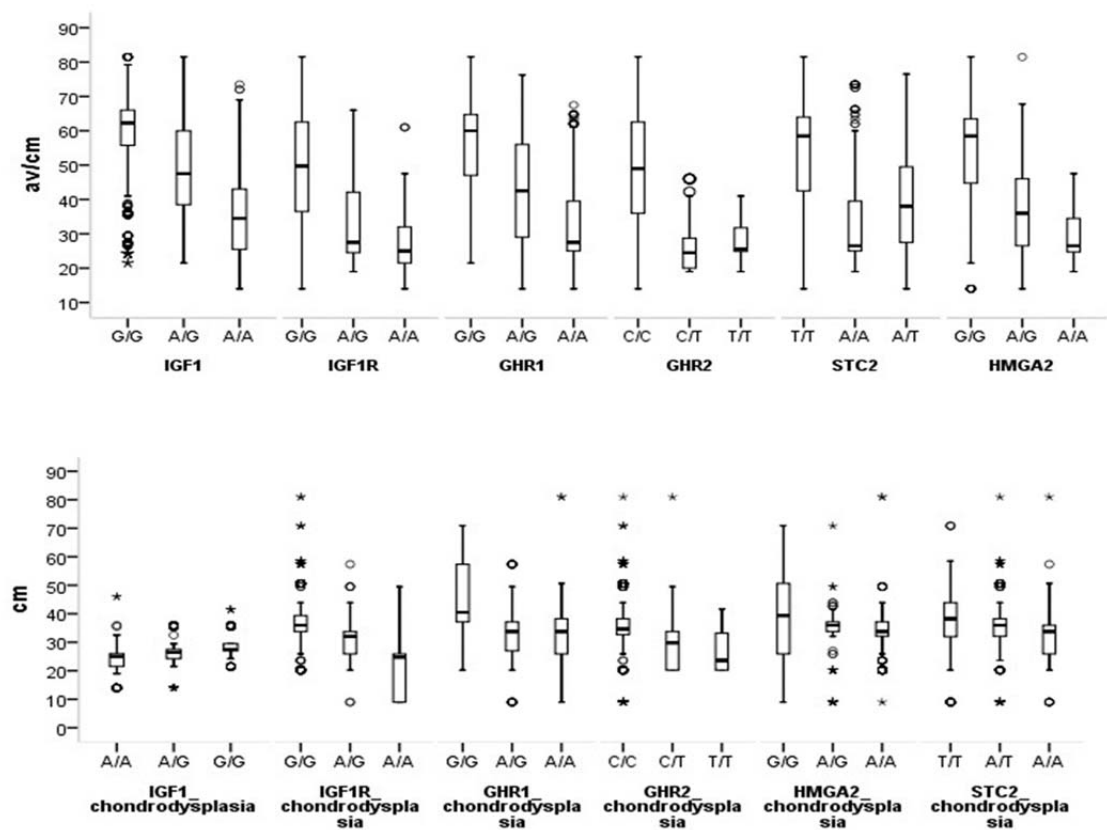 av/cm
90
80
70
60
50
40
30
20
10
G/G A/G A/A G/G A/G A/A G/G A/G A/A C/C C/T T/T T/T A/A A/T G/G A/G A/A
IGF1 IGF1R GHR1 GHR2 STC2 HMGA2
cm
90
80
70
60
50
40
30
20
10
0
A/A A/G G/G G/G A/G A/A G/G A/G A/A C/C C/T T/T G/G A/G A/A T/T A/T A/A
IGF1_ IGF1R_ GHR1_ GHR2_ HMGA2_ STC2_
chondrodysplasia chondrodyspla chondrodyspla chondrodyspla chondrodyspla chondrodyspla
sia sia sia sia sia